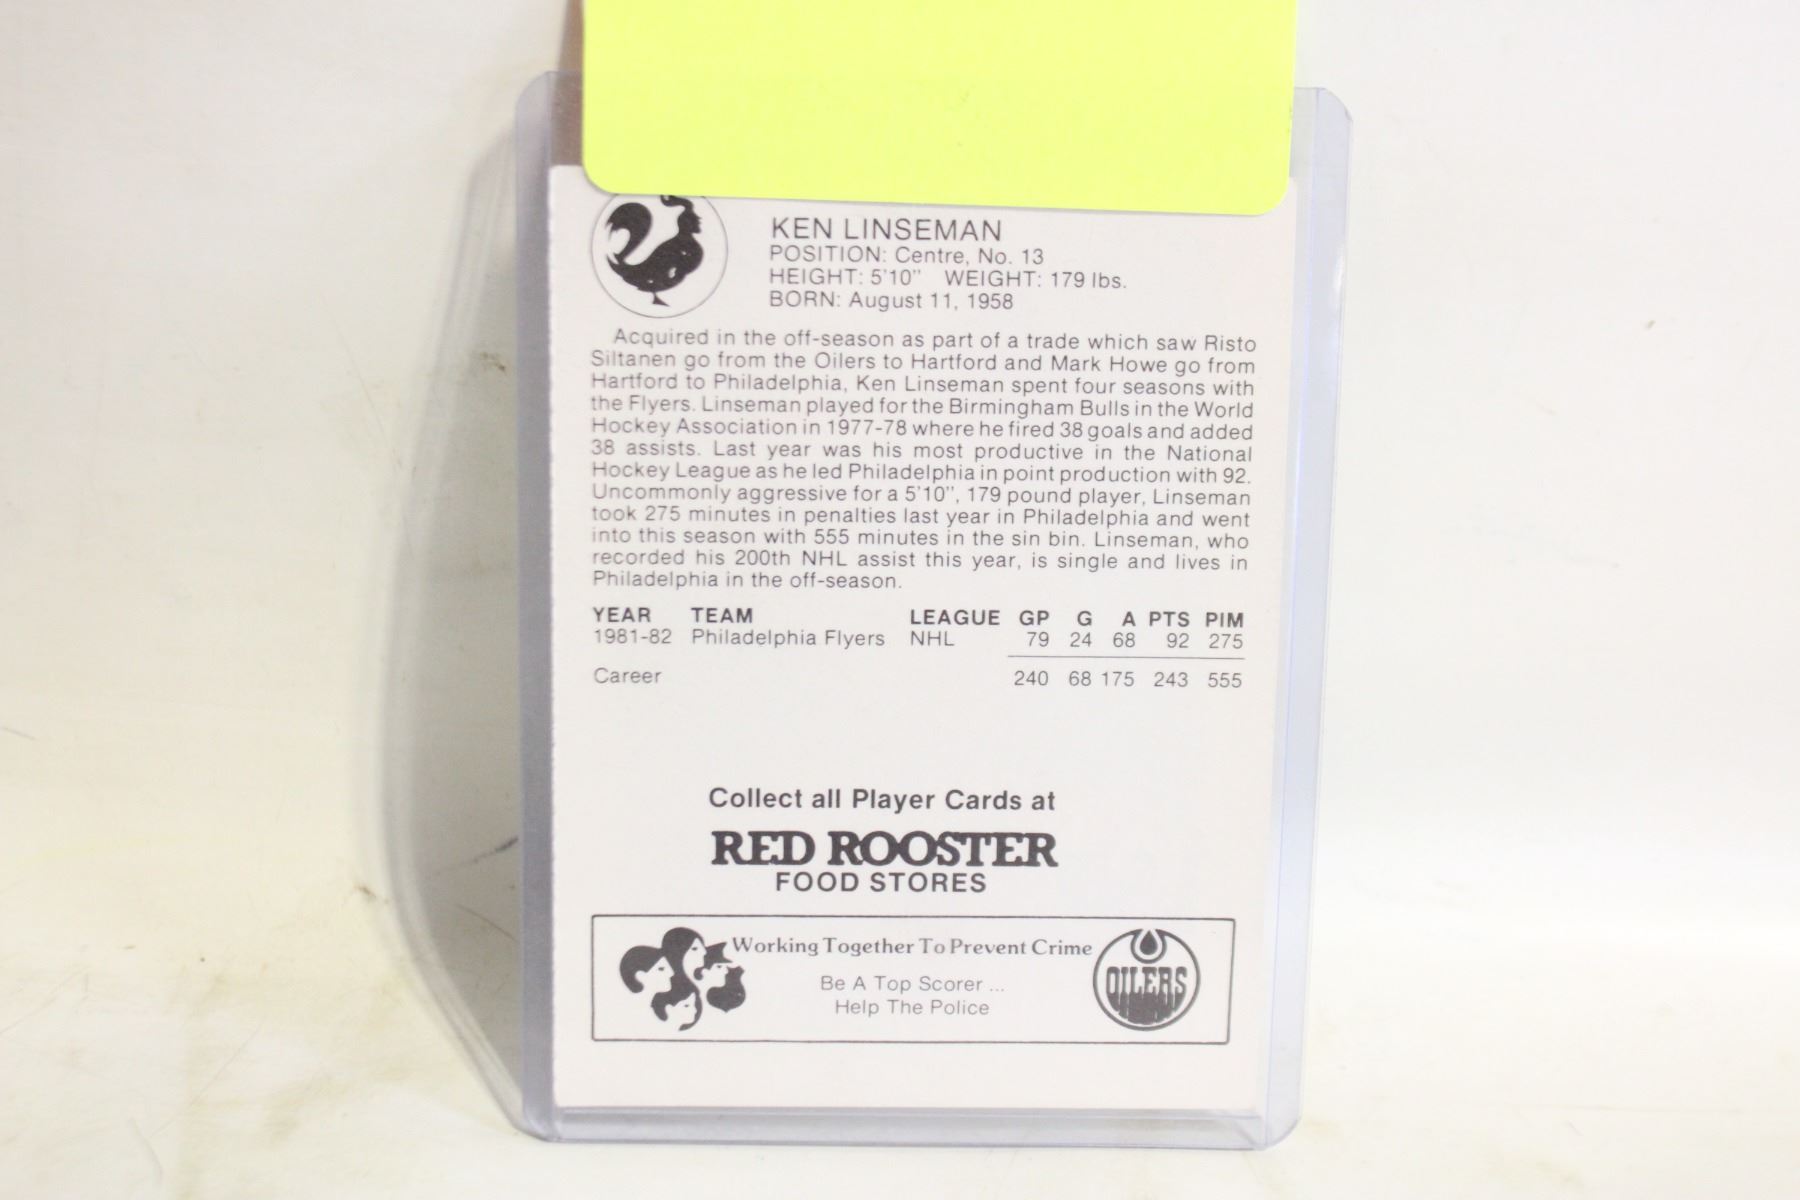 KEN LINSEMAN
POSITION: Centre, No. 13
HEIGHT: 5'10" WEIGHT: 179 lbs.
BORN: August 11, 1958
Acquired in the off-season as part of a trade which saw Risto
Siltanen go from the Oilers to Hartford and Mark Howe go from
Hartford to Philadelphia, Ken Linseman spent four seasons with
the Flyers. Linseman played for the Birmingham Bulls in the World
Hockey Association in 1977-78 where he fired 38 goals and added
38 assists. Last year was his most productive in the National
Hockey League as he led Philadelphia in point production with 92.
Uncommonly aggressive for a 5'10", 179 pound player, Linseman
took 275 minutes in penalties last year in Philadelphia and went
into this season with 555 minutes in the sin bin. Linseman, who
recorded his 200th NHL assist this year, is single and lives in
Philadelphia in the off-season.
YEAR TEAM LEAGUE GP G A PTS PIM
1981-82 Philadelphia Flyers NHL 79 24 68 92 275
Career 240 68 175 243 555
Collect all Player Cards at
RED ROOSTER
FOOD STORES
Working Together To Prevent Crime
Be A Top Scorer ...
Help The Police
OILERS